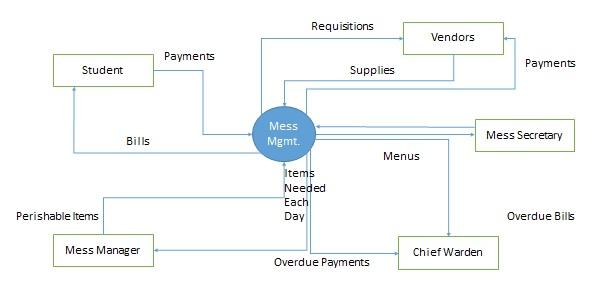 Requisitions
Vendors
Payments
Student
Supplies
Payments
Mess
Mgmt.
Mess Secretary
Bills
Menus
Items
Needed
Each
Day
Perishable Items
Overdue Bills
Mess Manager
Overdue Payments
Chief Warden